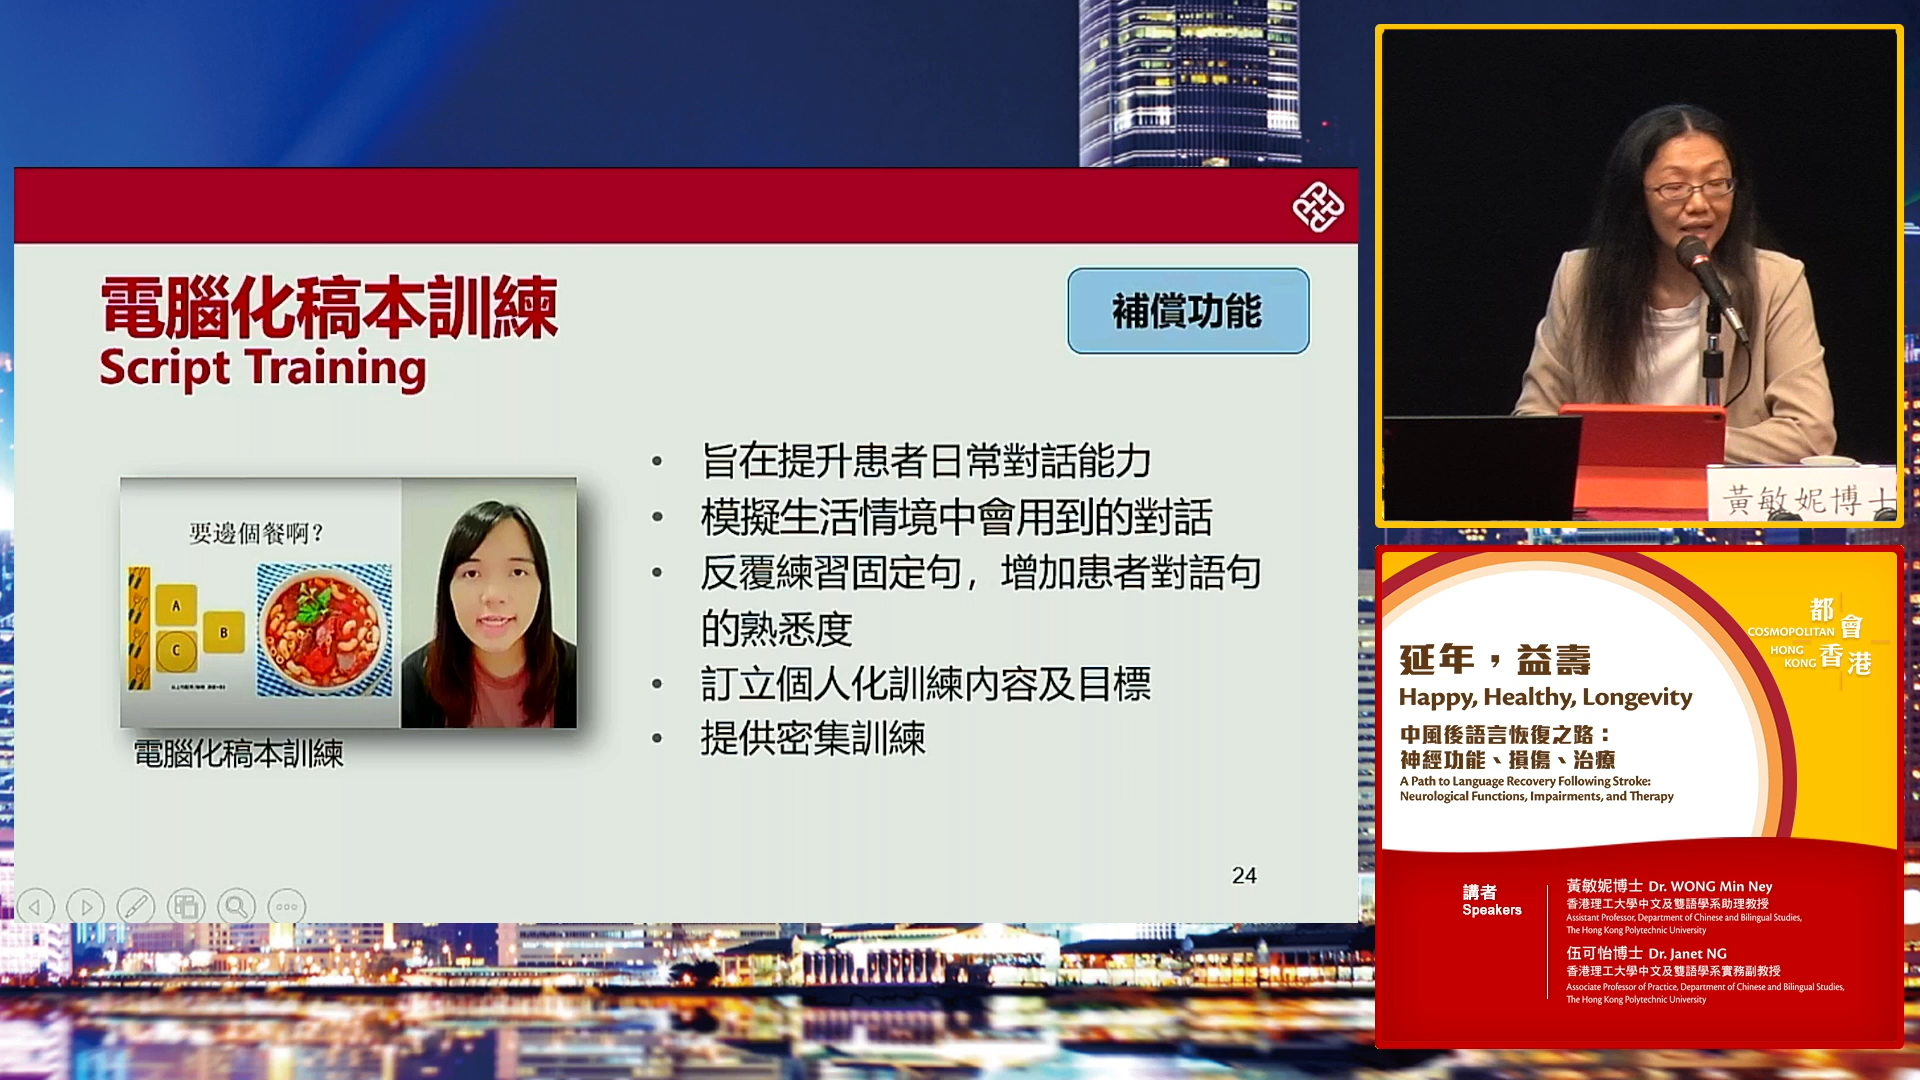 電腦化稿本訓練
Script Training
補償功能
要邊個餐啊?
A
B
C
電腦化稿本訓練
• 旨在提升患者日常對話能力
• 模擬生活情境中會用到的對話
• 反覆練習固定句，增加患者對語句
的熟悉度
• 訂立個人化訓練內容及目標
• 提供密集訓練
24
黃敏妮博士
都會香港
COSMOPOLITAN
HONG
KONG
延年，益壽
Happy, Healthy, Longevity
中風後語言恢復之路：
神經功能、損傷、治療
A Path to Language Recovery Following Stroke:
Neurological Functions, Impairments, and Therapy
講者
Speakers
黃敏妮博士 Dr. WONG Min Ney
香港理工大學中文及雙語學系助理教授
Assistant Professor, Department of Chinese and Bilingual Studies,
The Hong Kong Polytechnic University
伍可怡博士 Dr. Janet NG
香港理工大學中文及雙語學系實務副教授
Associate Professor of Practice, Department of Chinese and Bilingual Studies,
The Hong Kong Polytechnic University